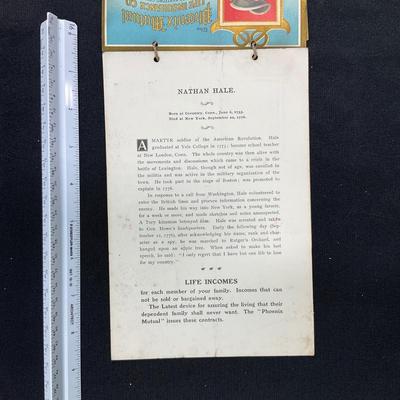 The
Phoenix Mutual
LIFE INSURANCE CO
NATHAN HALE.
Born at Coventry, Conn., June 6, 1755.
Died at New York, September 22, 1776.
A MARTYR soldier of the American Revolution. Hale
graduated at Yale College in 1773; became school teacher
at New London, Conn. The whole country was then alive with
the movements and discussions which came to a crisis in the
battle of Lexington. Hale, though not of age, was enrolled in
the militia and was active in the military organization of the
town. He took part in the siege of Boston; was promoted to
captain in 1776.
In response to a call from Washington, Hale volunteered to
enter the British lines and procure information concerning the
enemy. He made his way into New York, as a young farmer,
for a week or more, and made sketches and notes unsuspected.
A Tory kinsman betrayed him. Hale was arrested and taken
to Gen. Howe's headquarters. Early the following day (Sep-
tember 22, 1776), after acknowledging his name, rank and char-
acter as a spy, he was marched to Rutger's Orchard, and
hanged upon an apple tree. When asked to make his last
speech, he said: "I only regret that I have but one life to lose
for my country."
LIFE INCOMES
for each member of your family. Incomes that can
not be sold or bargained away.
The Latest device for assuring the living that their
dependent family shall never want. The "Phoenix
Mutual" issues these contracts.